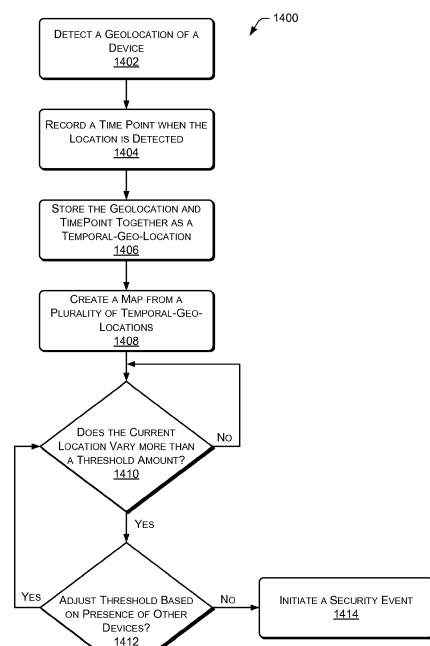 1400
DETECT A GEOLOCATION OF A
DEVICE
1402
RECORD A TIME POINT WHEN THE
LOCATION IS DETECTED
1404
STORE THE GEOLOCATION AND
TIMEPOINT TOGETHER AS A
TEMPORAL-GEO-LOCATION
1406
CREATE A MAP FROM A
PLURALITY OF TEMPORAL-GEO-
LOCATIONS
1408
DOES THE CURRENT
LOCATION VARY MORE THAN
A THRESHOLD AMOUNT?
1410
NO
YES
YES
ADJUST THRESHOLD BASED
ON PRESENCE OF OTHER
DEVICES?
1412
NO
INITIATE A SECURITY EVENT
1414